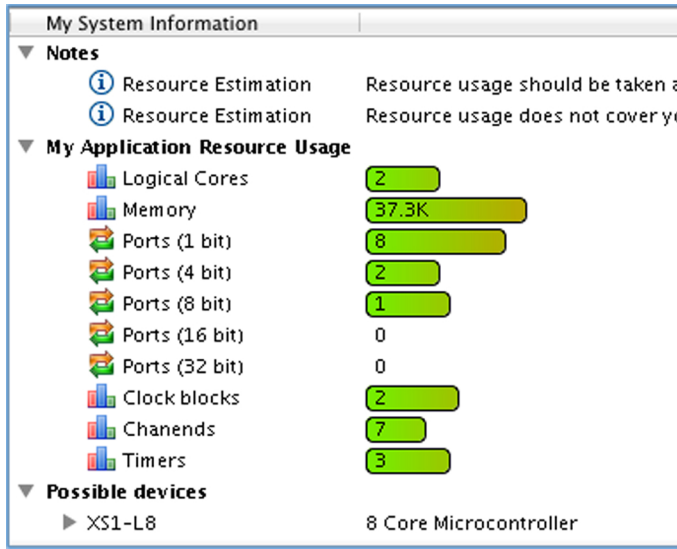 My System Information
Notes
Resource Estimation Resource usage should be taken
Resource Estimation Resource usage does not cover
My Application Resource Usage
Logical Cores 2
Memory 37.3K
Ports (1 bit) 8
Ports (4 bit) 2
Ports (8 bit) 1
Ports (16 bit) 0
Ports (32 bit) 0
Clock blocks 2
Chanends 7
Timers 3
Possible devices
XS1-L8 8 Core Microcontroller